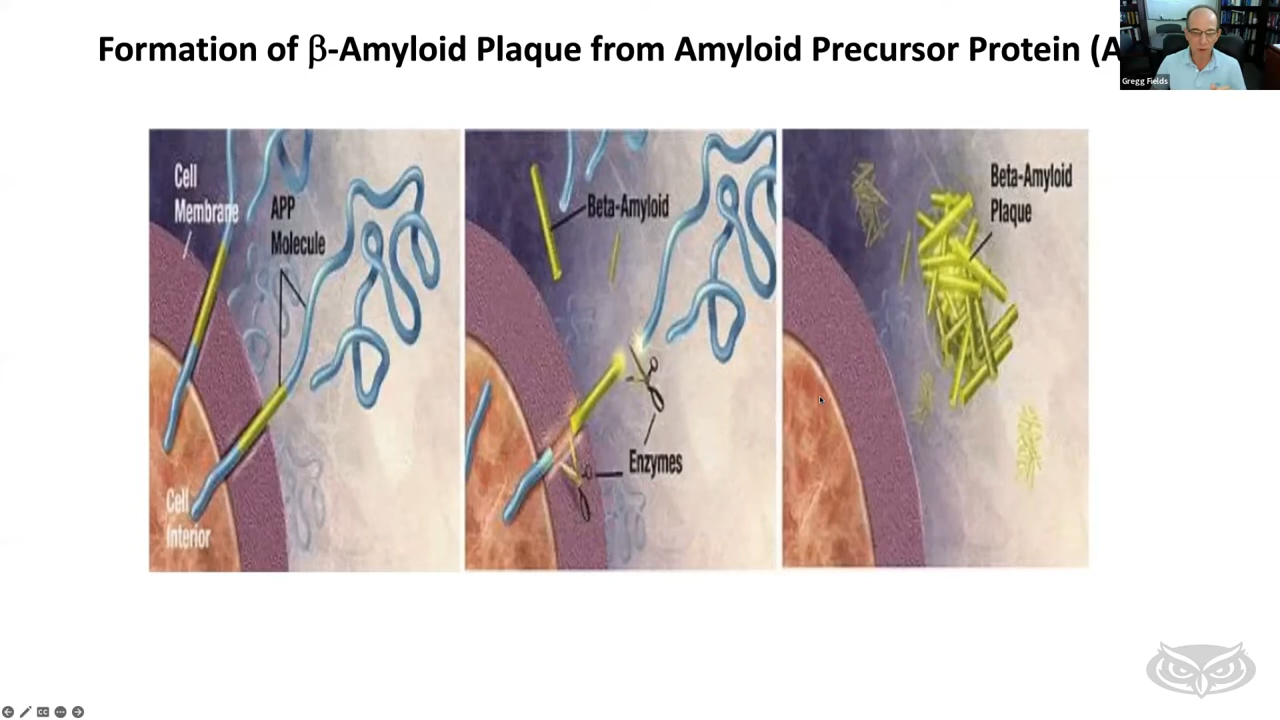 Formation of β-Amyloid Plaque from Amyloid Precursor Protein (A
Gregg Fields
Cell
Membrane
APP
Molecule
Cell
Interior
Beta-Amyloid
Enzymes
Beta-Amyloid
Plaque
CC